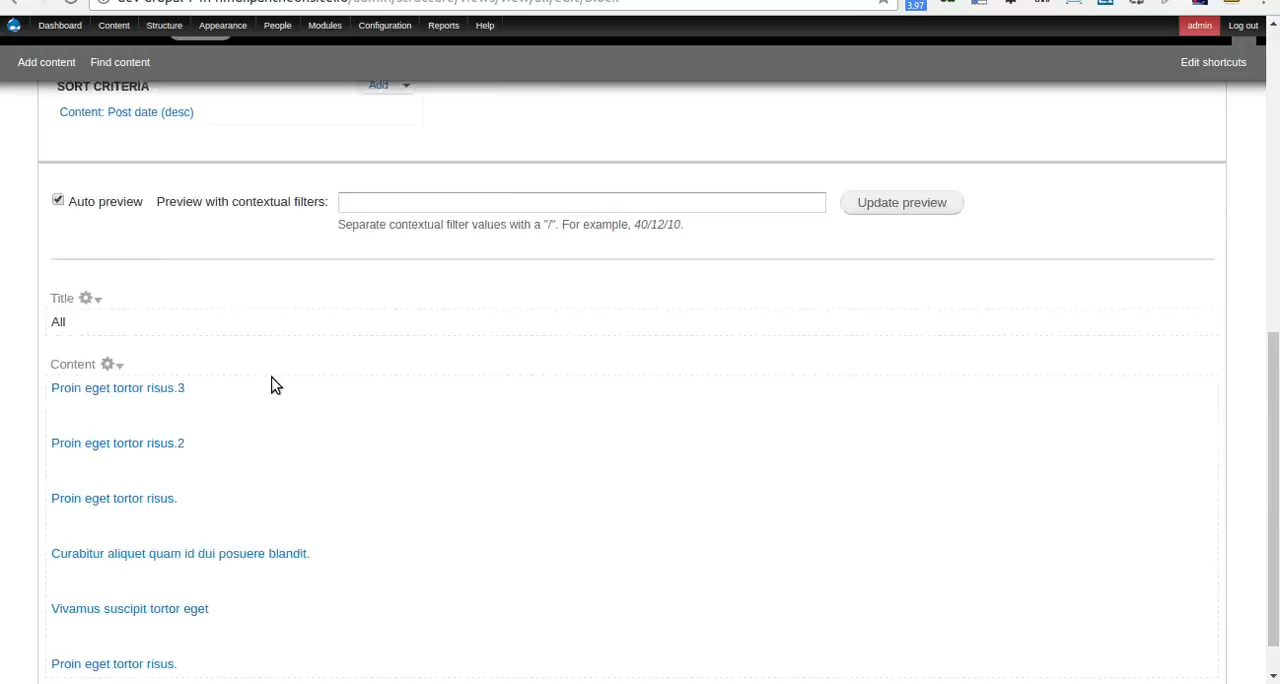 3.97
Dashboard Content Structure Appearance People Modules Configuration Reports Help admin Log out
Add content Find content Edit shortcuts
SORT CRITERIA Add
Content: Post date (desc)
Auto preview Preview with contextual filters: Update preview
Separate contextual filter values with a "/". For example, 40/12/10.
Title
All
Content
Proin eget tortor risus.3
Proin eget tortor risus.2
Proin eget tortor risus.
Curabitur aliquet quam id dui posuere blandit.
Vivamus suscipit tortor eget
Proin eget tortor risus.